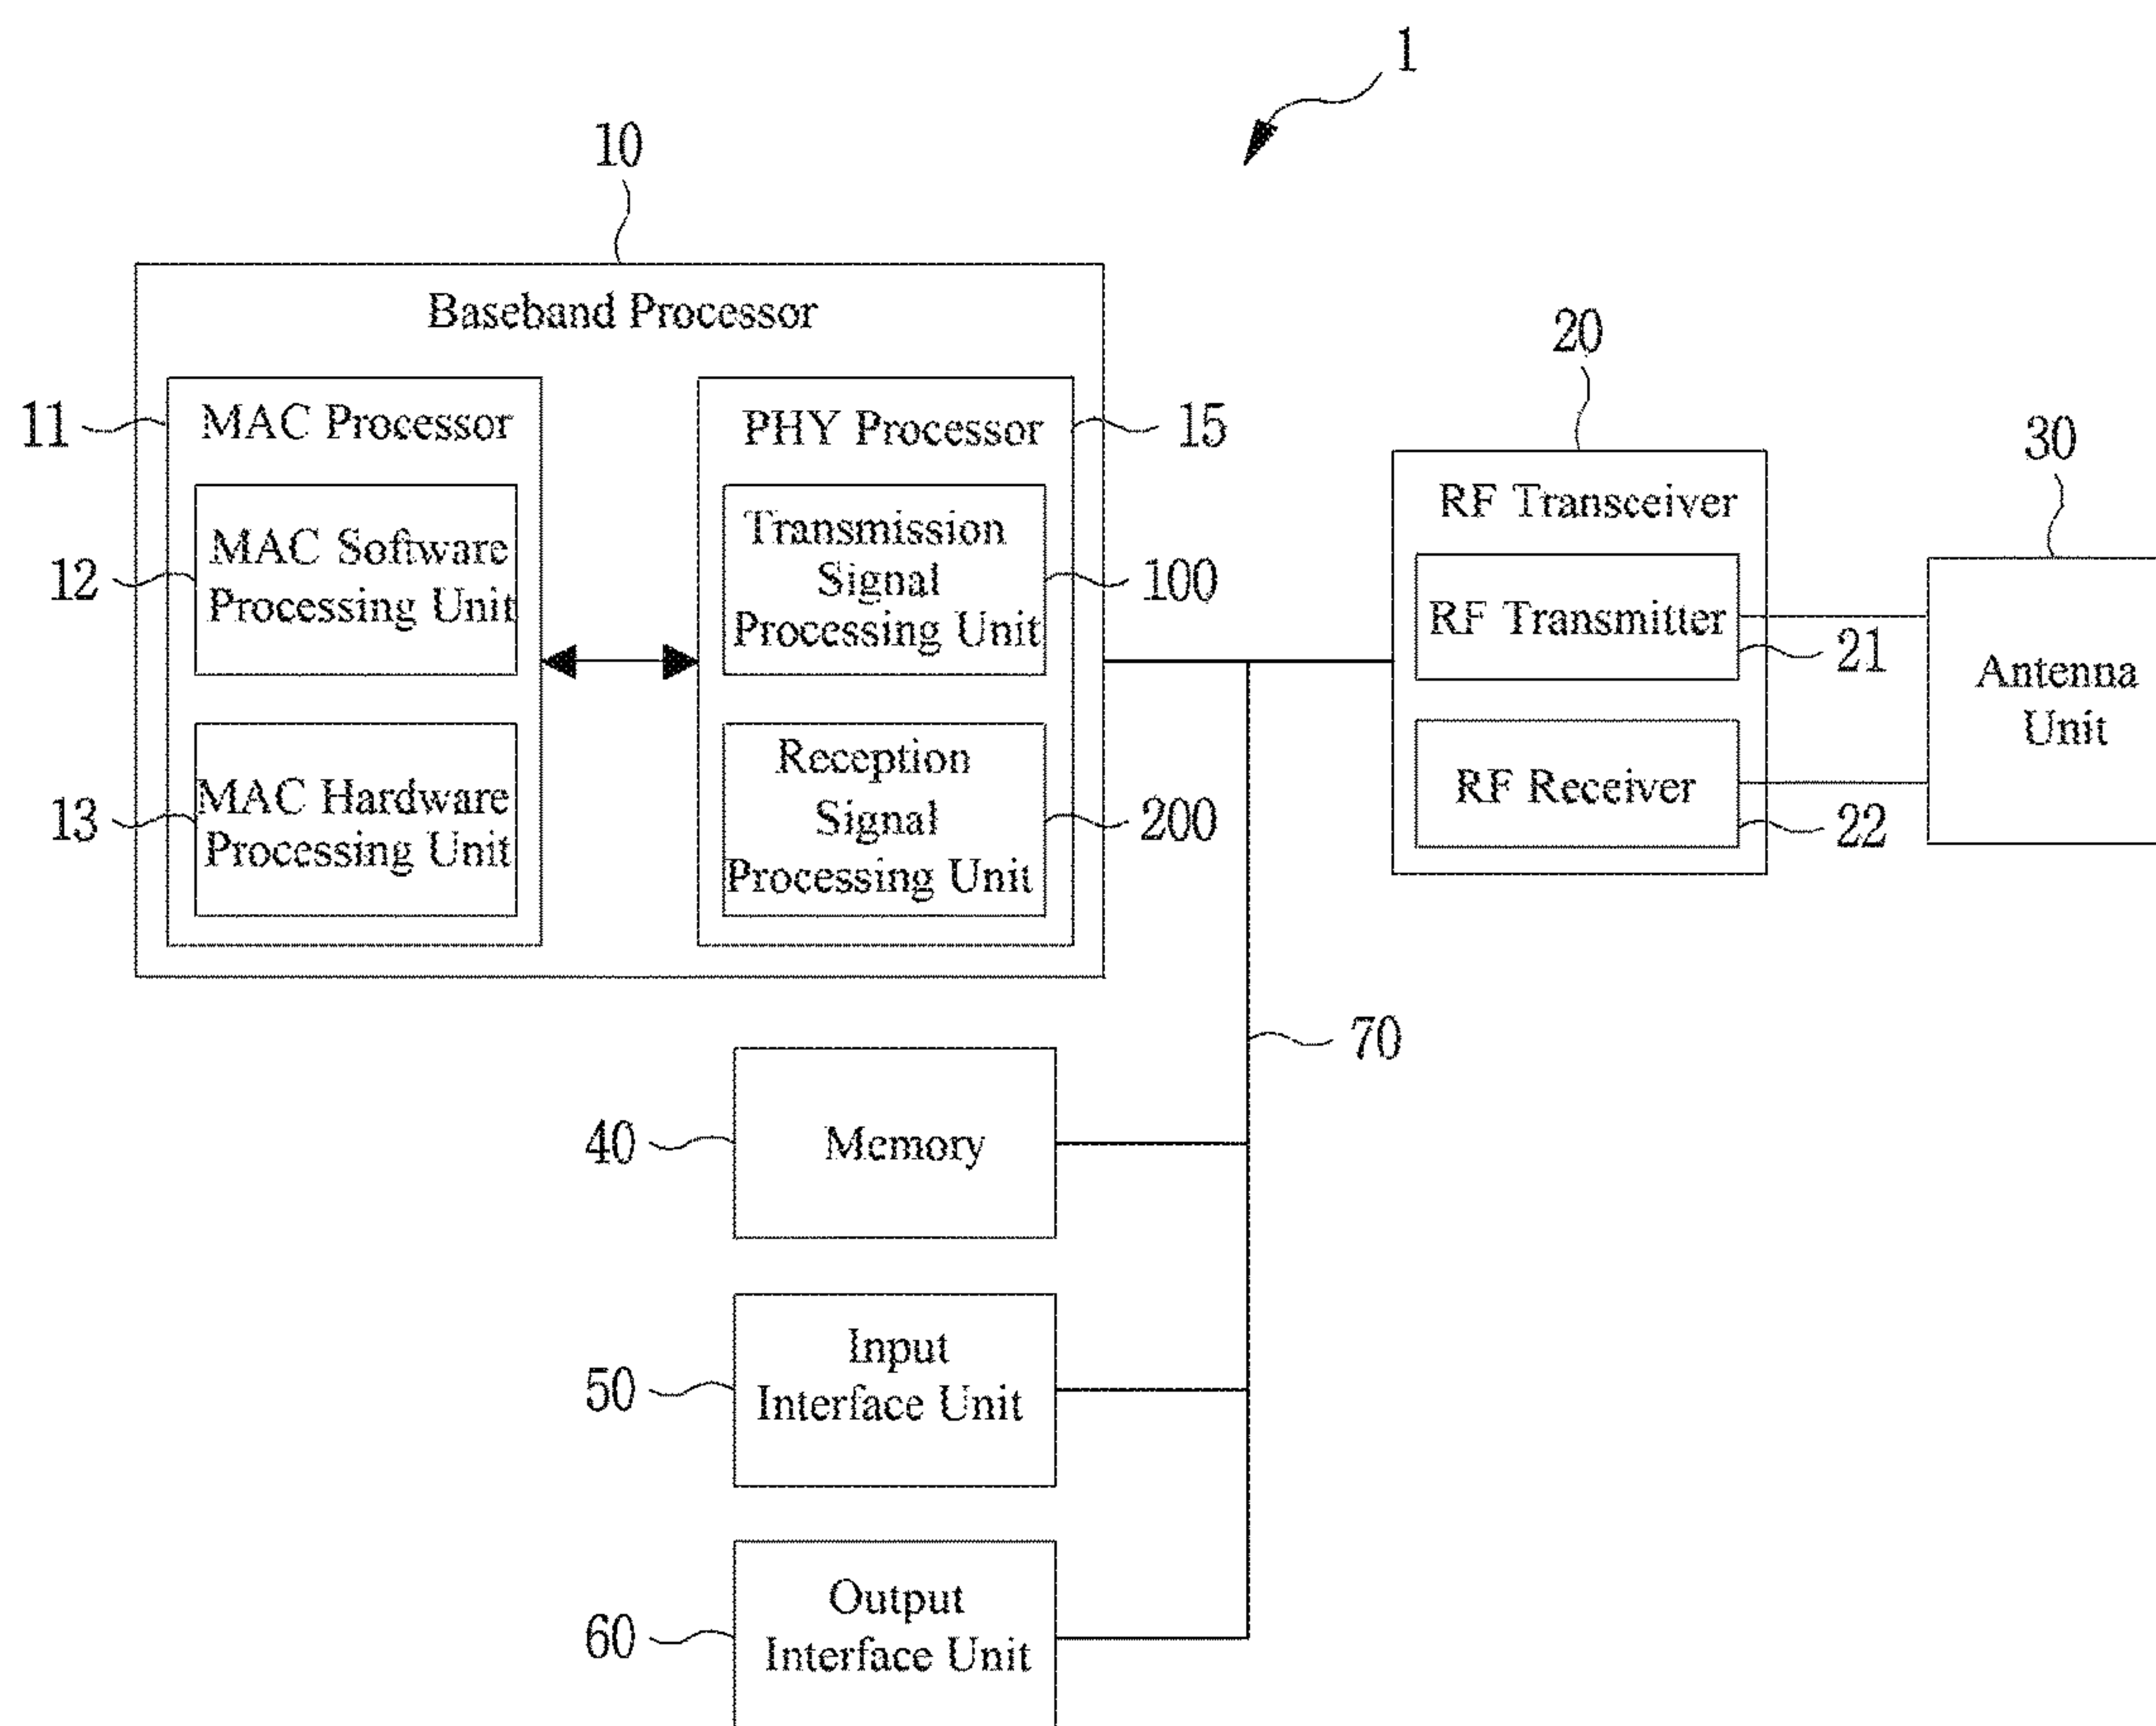 1
10
Baseband Processor
20
11
MAC Processor
PHY Processor
15
30
RF Transceiver
12
MAC Software
Processing Unit
Transmission
Signal
Processing Unit
100
RF Transmitter
21
Antenna
Unit
13
MAC Hardware
Processing Unit
Reception
Signal
Processing Unit
200
RF Receiver
22
70
40
Memory
50
Input
Interface Unit
60
Output
Interface Unit